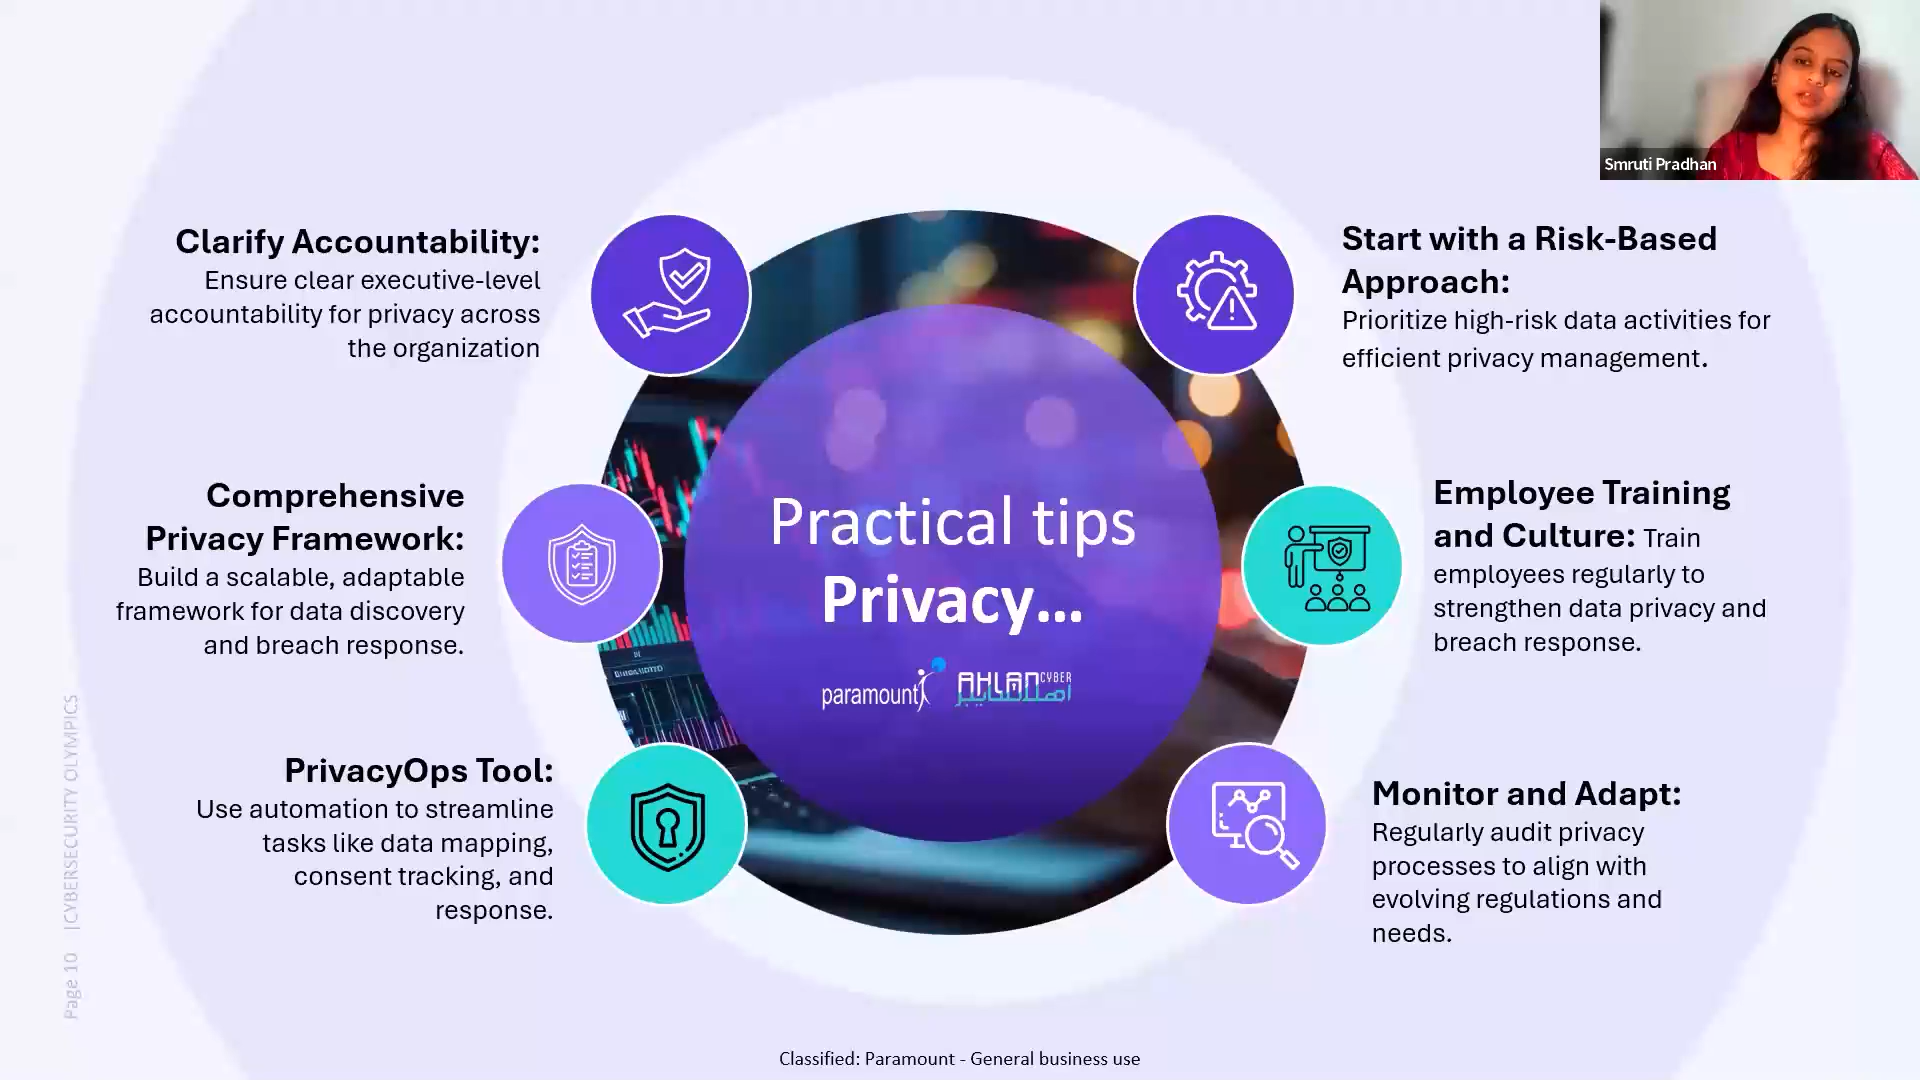 Smruti Pradhan
Clarify Accountability:
Ensure clear executive-level
accountability for privacy across
the organization
Start with a Risk-Based
Approach:
Prioritize high-risk data activities for
efficient privacy management.
Comprehensive
Privacy Framework:
Build a scalable, adaptable
framework for data discovery
and breach response.
Practical tips
Privacy...
paramount
AHLAN CYBER
أهلاً سايبر
Employee Training
and Culture: Train
employees regularly to
strengthen data privacy and
breach response.
PrivacyOps Tool:
Use automation to streamline
tasks like data mapping,
consent tracking, and
response.
Monitor and Adapt:
Regularly audit privacy
processes to align with
evolving regulations and
needs.
Page 10 |CYBERSECURITY OLYMPICS
Classified: Paramount - General business use